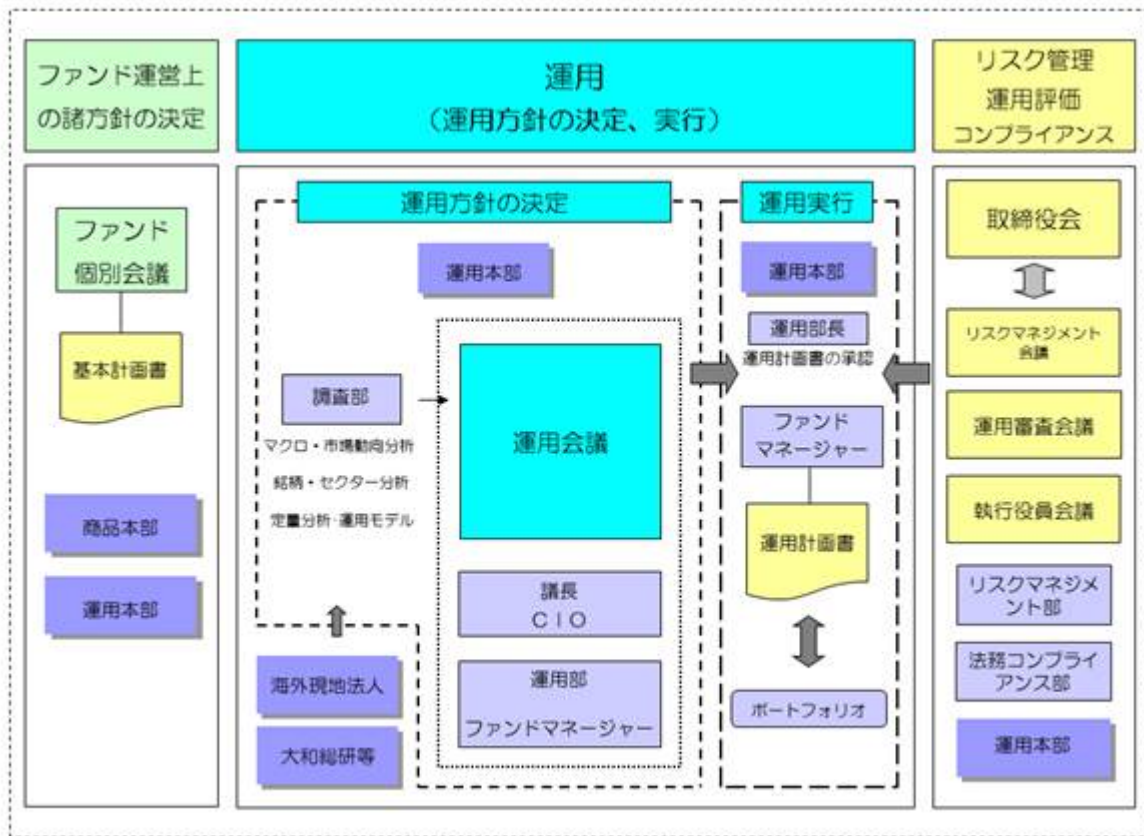 ファンド運営上
の諸方針の決定
運用
（運用方針の決定、実行）
リスク管理
運用評価
コンプライアンス
ファンド
個別会議
基本計画書
商品本部
運用本部
運用方針の決定
運用本部
調査部
マクロ・市場動向分析
銘柄・セクター分析
定量分析・運用モデル
海外現地法人
大和総研等
運用会議
議長
ＣＩＯ
運用部
ファンドマネージャー
運用実行
運用本部
運用部長
運用計画書の承認
ファンド
マネージャー
運用計画書
ポートフォリオ
取締役会
リスクマネジメント
会議
運用審査会議
執行役員会議
リスクマネジメ
ント部
法務コンプライ
アンス部
運用本部